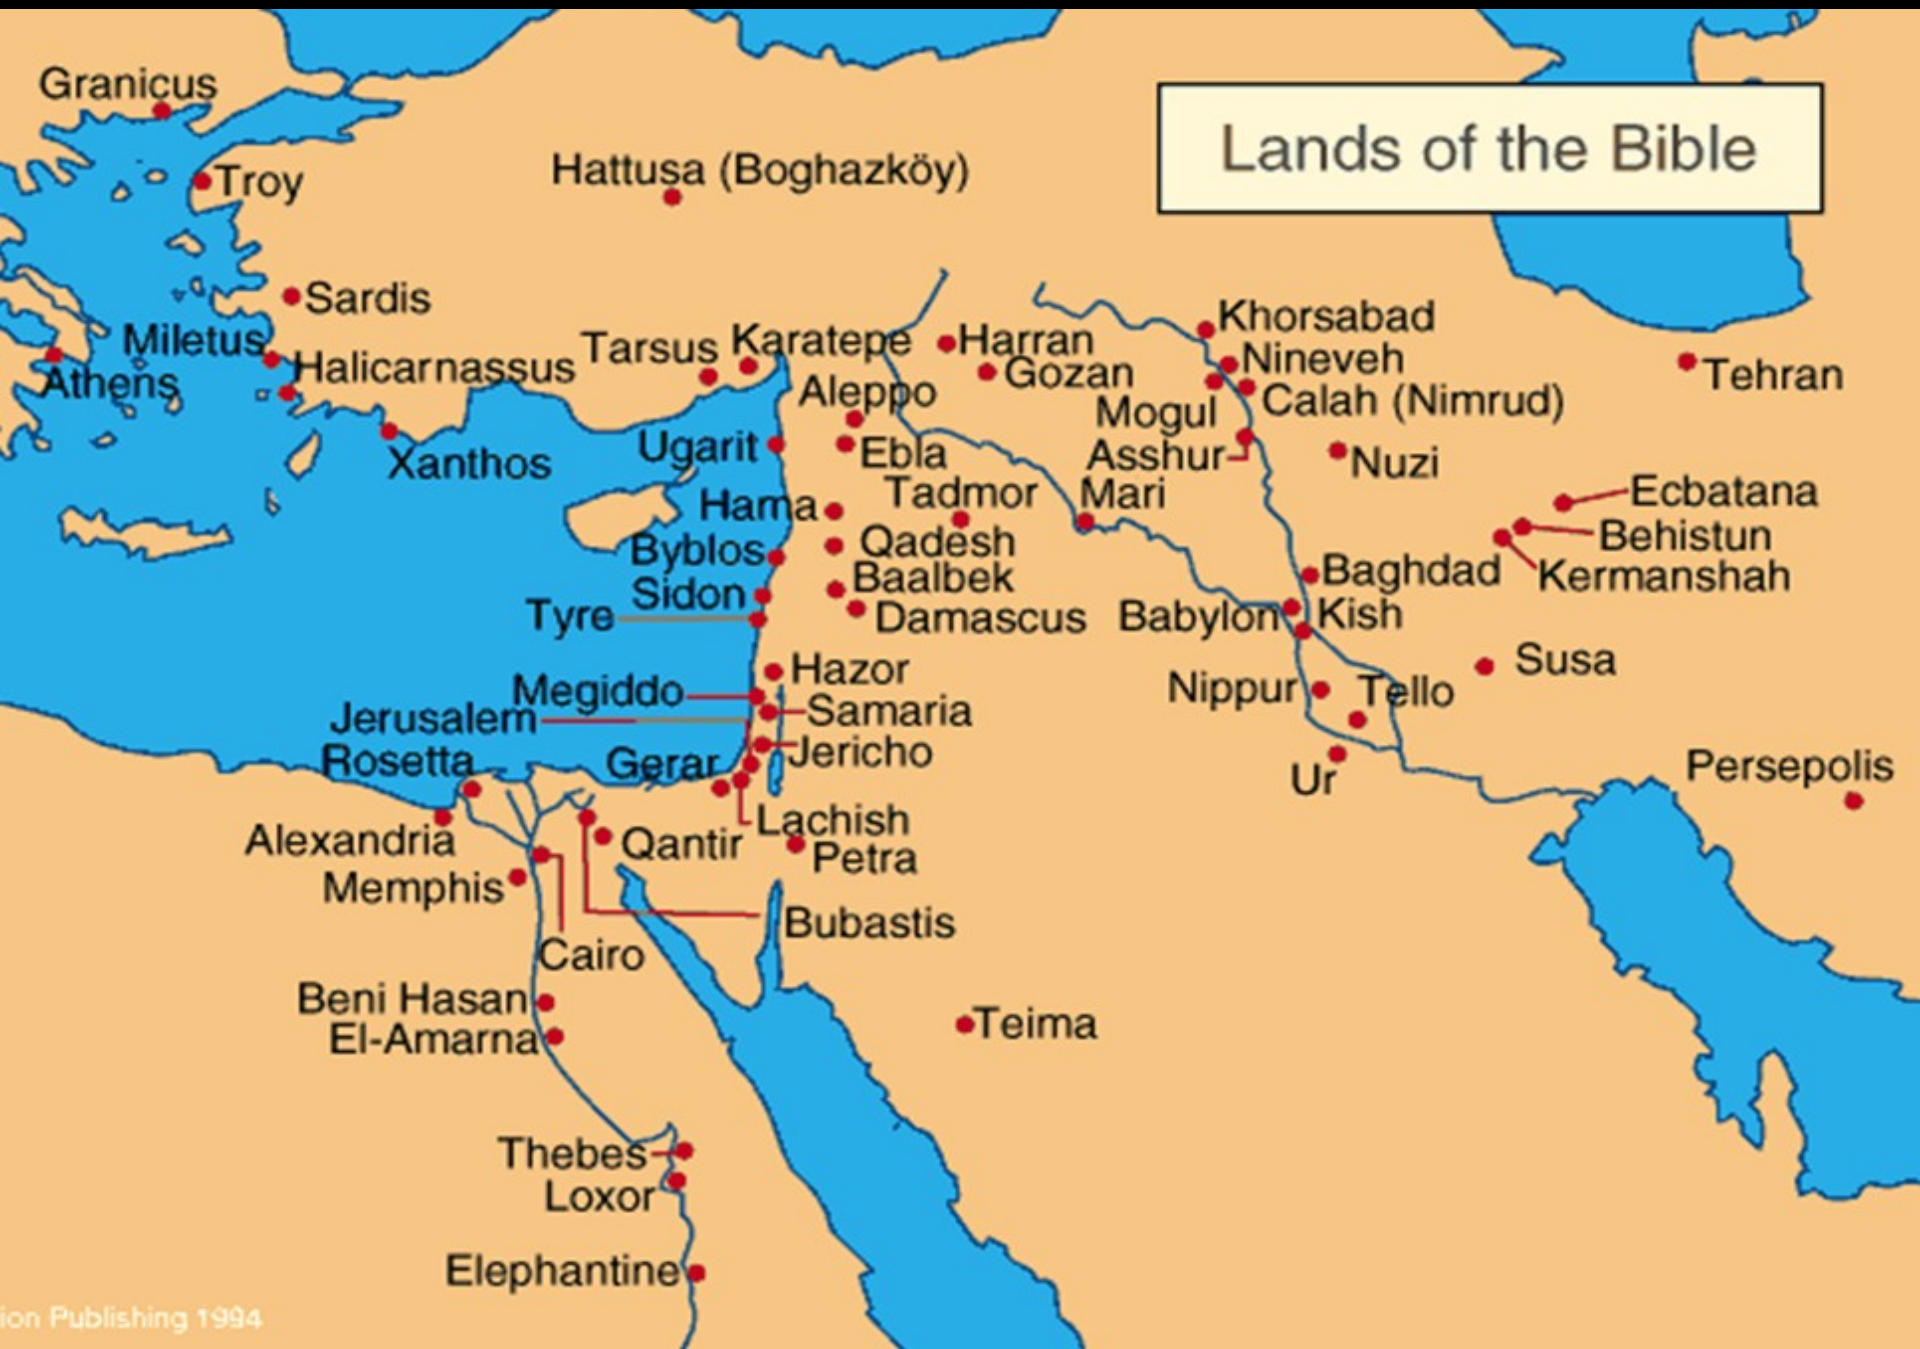 Granicus
Lands of the Bible
Troy
Hattusa (Boghazköy)
Sardis
Khorsabad
Miletus
Tarsus
Karatepe
Harran
Nineveh
Halicarnassus
Gozan
Tehran
Athens
Aleppo
Calah (Nimrud)
Mogul
Ugarit
Ebla
Asshur
Nuzi
Xanthos
Tadmor
Mari
Ecbatana
Hama
Qadesh
Behistun
Byblos
Baalbek
Baghdad
Kermanshah
Sidon
Tyre
Damascus
Babylon
Kish
Hazor
Susa
Megiddo
Nippur
Tello
Jerusalem
Samaria
Rosetta
Gerar
Jericho
Ur
Persepolis
Lachish
Alexandria
Qantir
Petra
Memphis
Bubastis
Cairo
Beni Hasan
El-Amarna
Teima
Thebes
Loxor
Elephantine
ion Publishing 1994